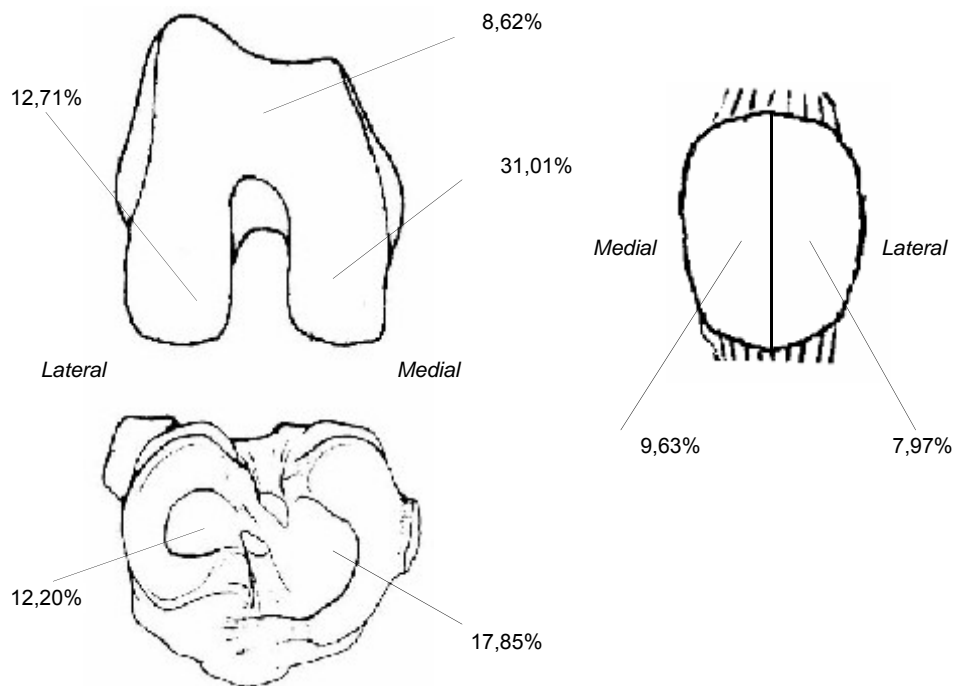 8,62%
12,71%
31,01%
Lateral
Medial
12,20%
17,85%
Medial
Lateral
9,63%
7,97%